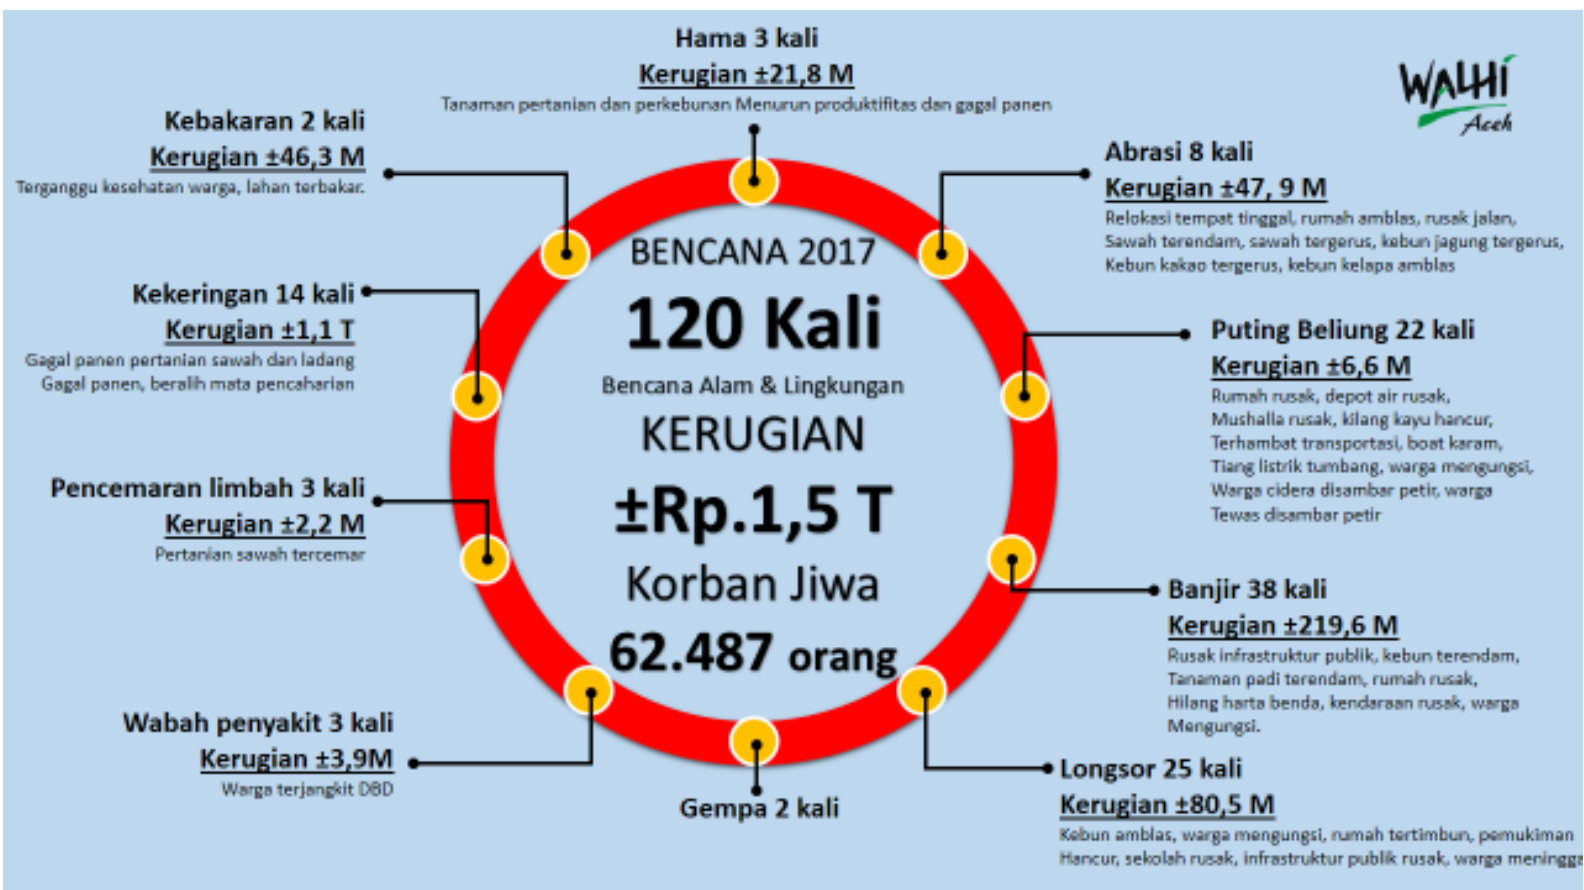 Hama 3 kali
Kerugian ±21,8 M
Tanaman pertanian dan perkebunan Menurun produktifitas dan gagal panen
WALHI
Aceh
Kebakaran 2 kali
Kerugian ±46,3 M
Terganggu kesehatan warga, lahan terbakar.
Abrasi 8 kali
Kerugian ±47, 9 M
Relokasi tempat tinggal, rumah amblas, rusak jalan,
Sawah terendam, sawah tergerus, kebun jagung tergerus,
Kebun kakao tergerus, kebun kelapa amblas
BENCANA 2017
120 Kali
Bencana Alam & Lingkungan
KERUGIAN
±Rp.1,5 T
Korban Jiwa
62.487 orang
Kekeringan 14 kali
Kerugian ±1,1 T
Gagal panen pertanian sawah dan ladang
Gagal panen, beralih mata pencaharian
Puting Beliung 22 kali
Kerugian ±6,6 M
Rumah rusak, depot air rusak,
Mushalla rusak, kilang kayu hancur,
Terhambat transportasi, boat karam,
Tiang listrik tumbang, warga mengungsi,
Warga cidera disambar petir, warga
Tewas disambar petir
Pencemaran limbah 3 kali
Kerugian ±2,2 M
Pertanian sawah tercemar
Banjir 38 kali
Kerugian ±219,6 M
Rusak infrastruktur publik, kebun terendam,
Tanaman padi terendam, rumah rusak,
Hilang harta benda, kendaraan rusak, warga
Mengungsi.
Wabah penyakit 3 kali
Kerugian ±3,9M
Warga terjangkit DBD
Gempa 2 kali
Longsor 25 kali
Kerugian ±80,5 M
Kebun amblas, warga mengungsi, rumah tertimbun, pemukiman
Hancur, sekolah rusak, infrastruktur publik rusak, warga meningga